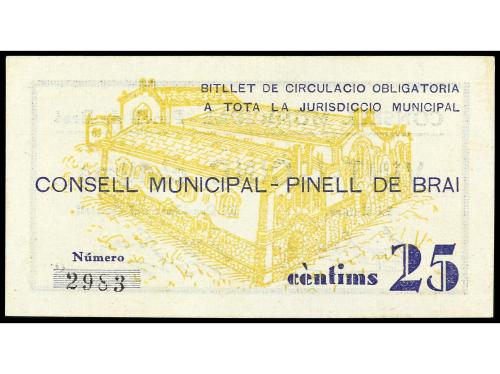 BITLLET DE CIRCULACIO OBLIGATORIA
A TOTA LA JURISDICCIO MUNICIPAL
CONSELL MUNICIPAL - PINELL DE BRAI
Número
2983
cèntims 25